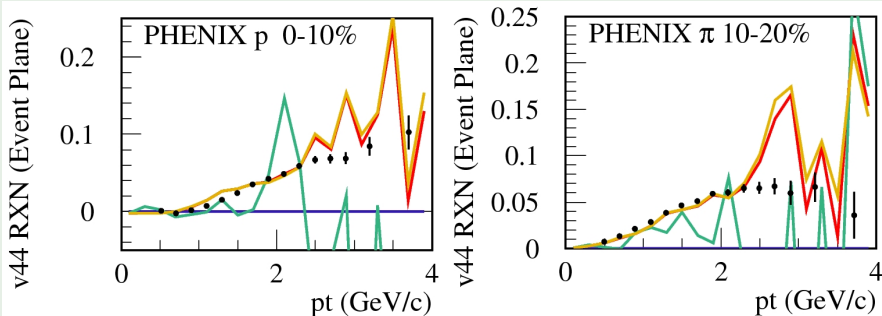 PHENIX p 0-10%
v44 RXN (Event Plane)
0.2
0.1
0
0
2
4
pt (GeV/c)
PHENIX π 10-20%
v44 RXN (Event Plane)
0.25
0.2
0.15
0.1
0.05
0
0
2
4
pt (GeV/c)